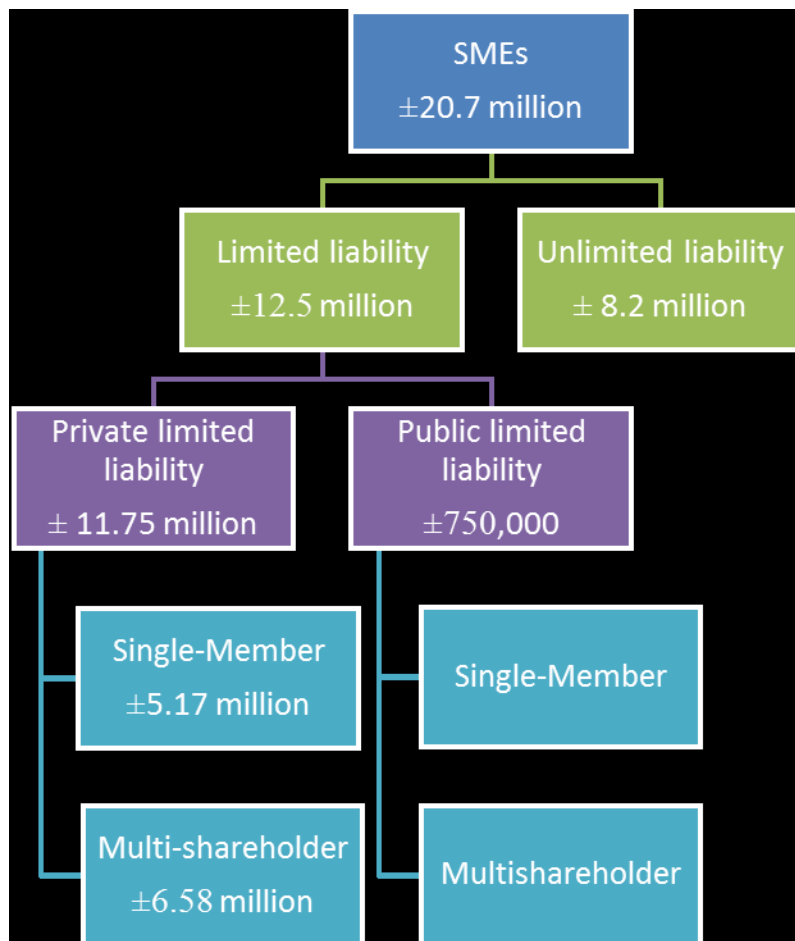 SMEs
±20.7 million
Limited liability
±12.5 million
Unlimited liability
± 8.2 million
Private limited
liability
± 11.75 million
Public limited
liability
±750,000
Single-Member
±5.17 million
Single-Member
Multi-shareholder
±6.58 million
Multishareholder